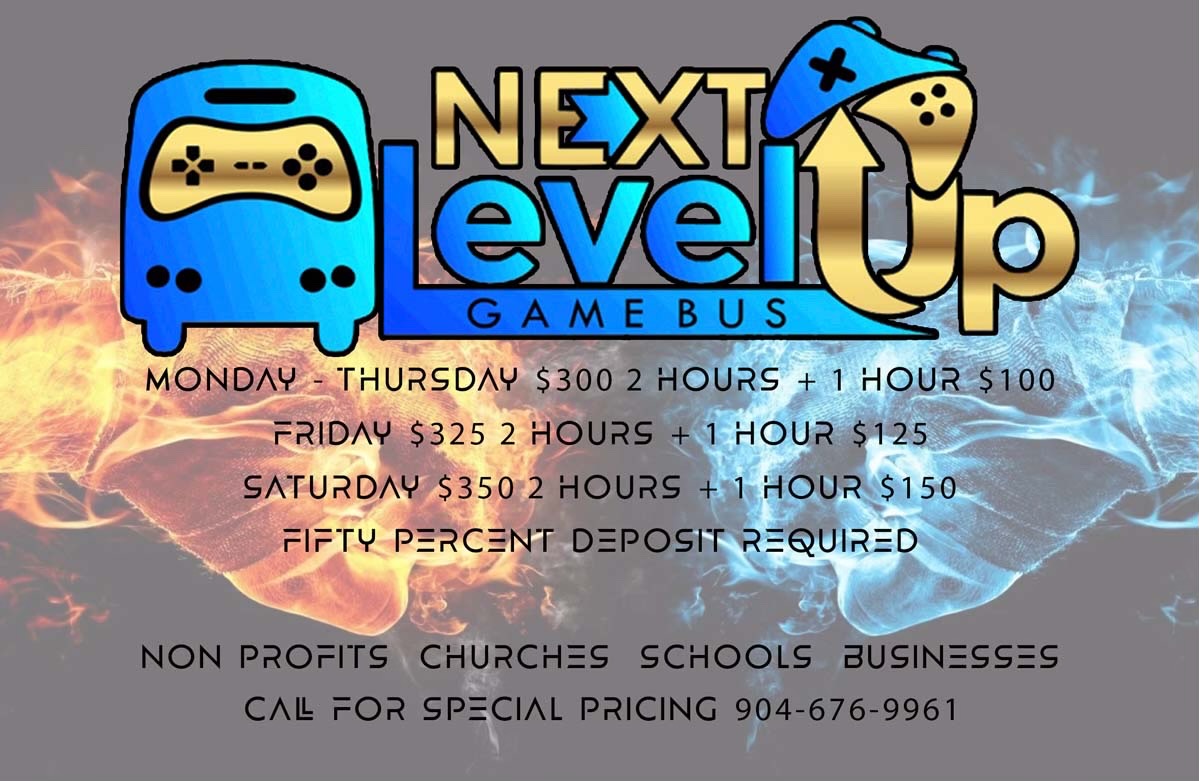 NEXT
Level Up
GAME BUS
MONDAY - THURSDAY $300 2 HOURS + 1 HOUR $100
FRIDAY $325 2 HOURS + 1 HOUR $125
SATURDAY $350 2 HOURS + 1 HOUR $150
FIFTY PERCENT DEPOSIT REQUIRED
NON PROFITS CHURCHES SCHOOLS BUSINESSES
CALL FOR SPECIAL PRICING 904-676-9961